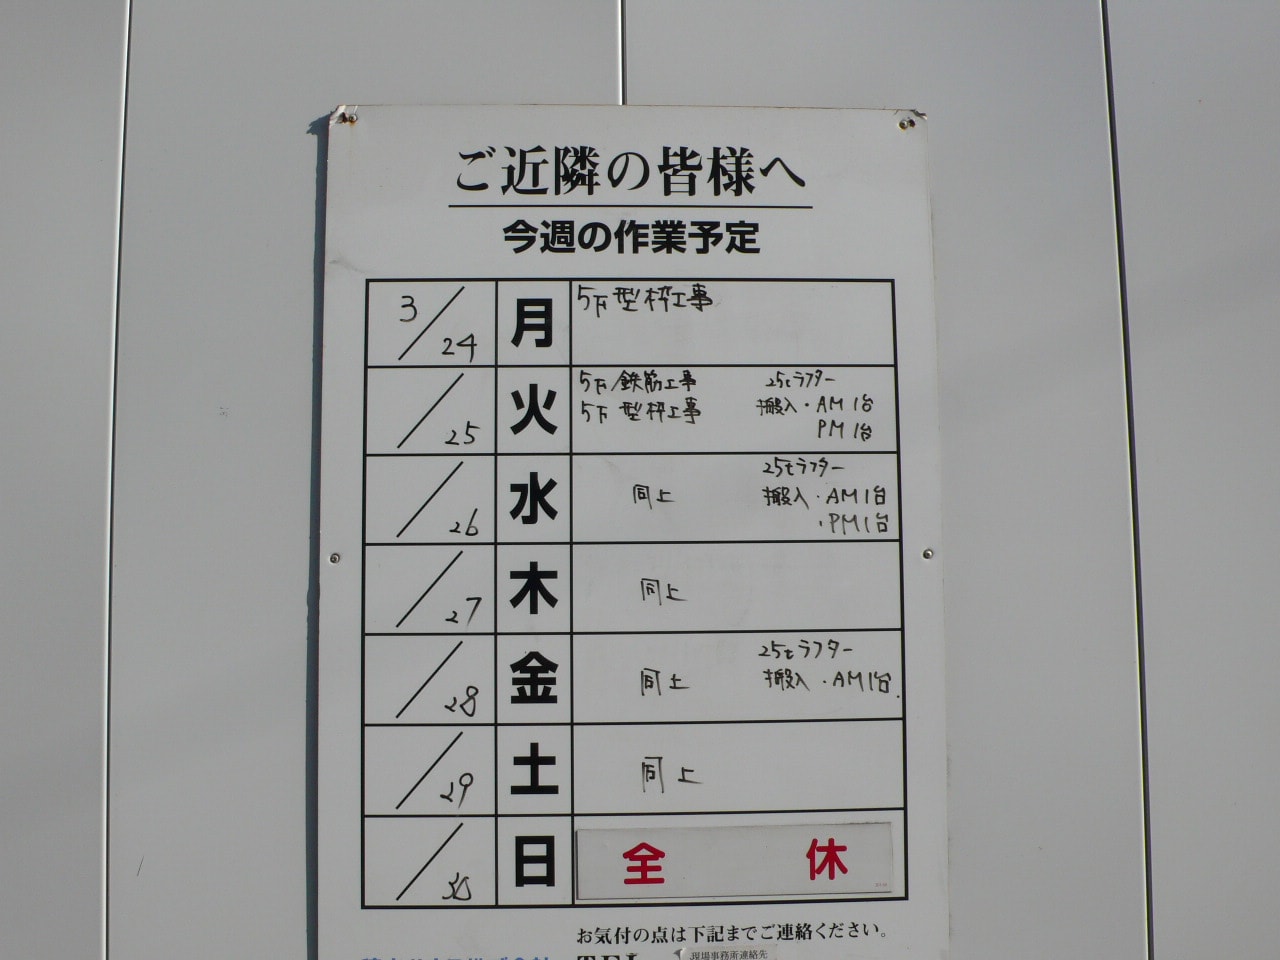 ご近隣の皆様へ
今週の作業予定
3/24 月 5F 型枠工事
/25 火 5F/鉄筋工事 25tラフター
5F 型枠工事 搬入・AM1台
PM1台
/26 水 同上 25tラフター
搬入・AM1台
・PM1台
/27 木 同上
/28 金 同上 25tラフター
搬入・AM1台.
/29 土 同上
/30 日 全休
お気付の点は下記までご連絡ください。
TEL 現場事務所連絡先